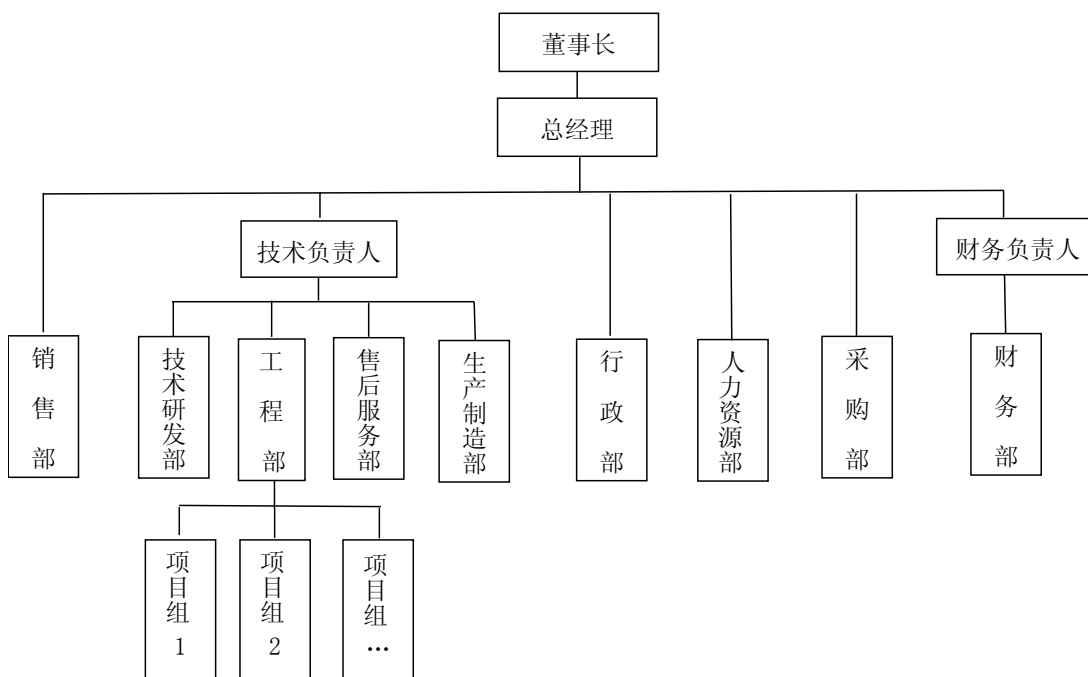 董事长
总经理
技术负责人
财务负责人
销售部
技术研发部
工程部
售后服务部
生产制造部
行政部
人力资源部
采购部
财务部
项目组1
项目组2
项目组…